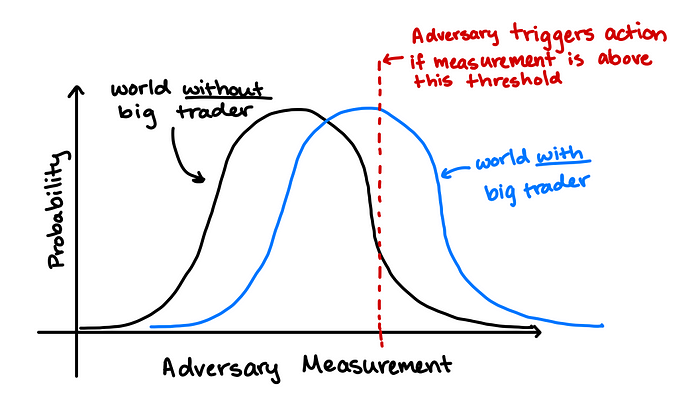 Adversary triggers action
if measurement is above
this threshold
world without
big trader
world with
big trader
Probability
Adversary Measurement